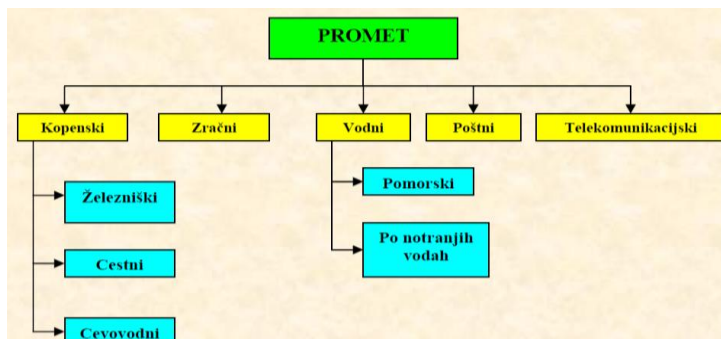 PROMET
Kopenski
Zračni
Vodni
Poštni
Telekomunikacijski
Železniški
Cestni
Cevovodni
Pomorski
Po notranjih
vodah